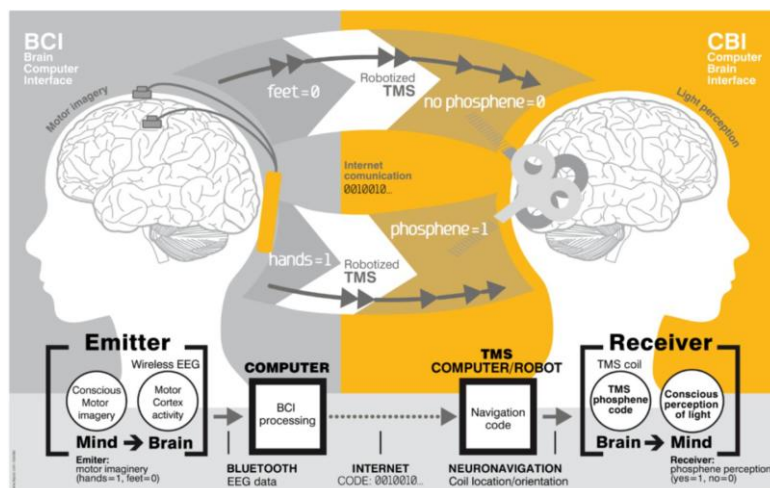 BCI
Brain
Computer
Interface
Motor imagery
feet=0
Robotized
TMS
no phosphene=0
CBI
Computer
Brain
Interface
Light perception
Internet
comunication
0010010...
hands=1
Robotized
TMS
phosphene=1
Emitter
Wireless EEG
Conscious
Motor
imagery
Motor
Cortex
activity
Mind
Brain
Emiter:
motor imaginery
(hands=1, feet=0)
COMPUTER
BCI
processing
BLUETOOTH
EEG data
INTERNET
CODE: 0010010...
TMS
COMPUTER/ROBOT
Navigation
code
NEURONAVIGATION
Coil location/orientation
Receiver
TMS coil
TMS
phosphene
code
Conscious
perception
of light
Brain
Mind
Receiver:
phosphene perception
(yes=1, no=0)